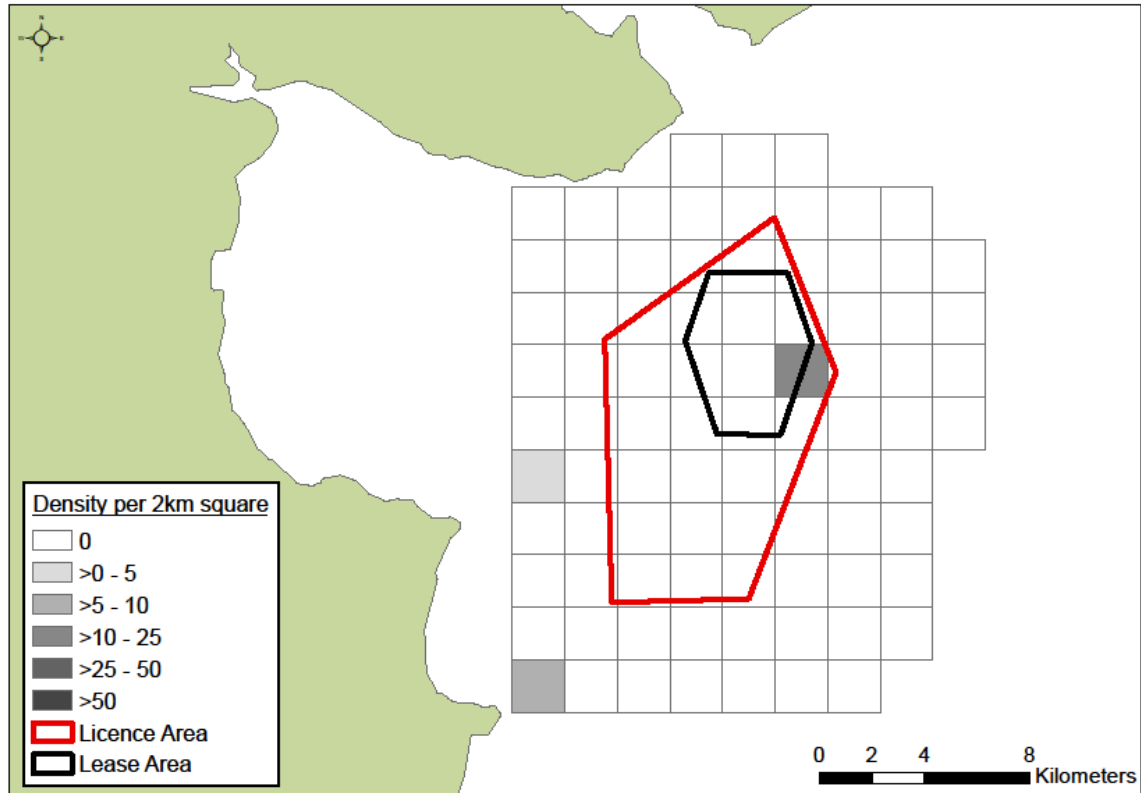 N
E
S
Density per 2km square
0
>0 - 5
>5 - 10
>10 - 25
>25 - 50
>50
Licence Area
Lease Area
0 2 4 8
Kilometers